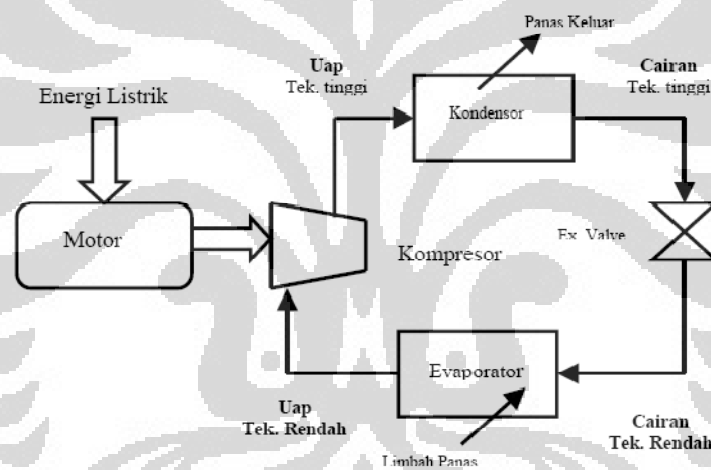 Panas Keluar
Uap
Tek. tinggi
Cairan
Tek. tinggi
Energi Listrik
Kondensor
Motor
Ex. Valve
Kompresor
Evaporator
Uap
Tek. Rendah
Cairan
Tek. Rendah
Limbah Panas